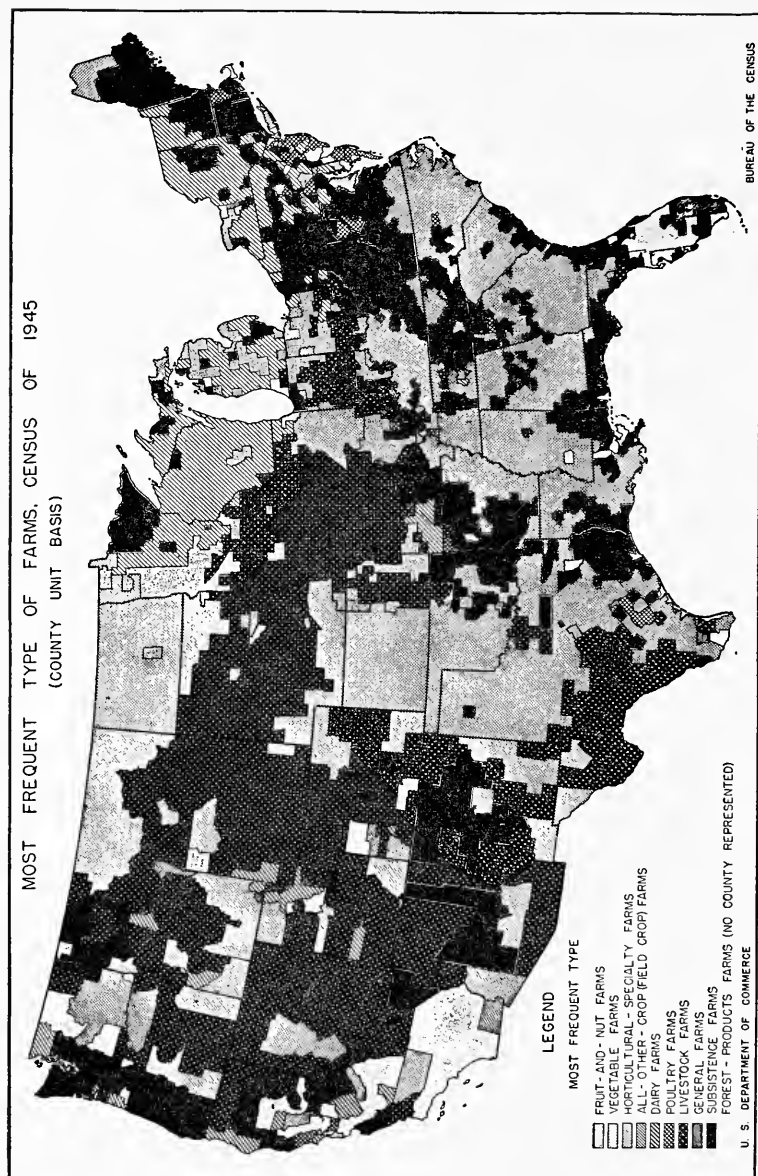 MOST FREQUENT TYPE OF FARMS, CENSUS OF 1945
(COUNTY UNIT BASIS)
LEGEND
MOST FREQUENT TYPE
FRUIT-AND-NUT FARMS
VEGETABLE FARMS
HORTICULTURAL-SPECIALTY FARMS
ALL-OTHER-CROP (FIELD CROP) FARMS
DAIRY FARMS
POULTRY FARMS
LIVESTOCK FARMS
GENERAL FARMS
SUBSISTENCE FARMS
FOREST-PRODUCTS FARMS (NO COUNTY REPRESENTED)
U. S. DEPARTMENT OF COMMERCE
BUREAU OF THE CENSUS